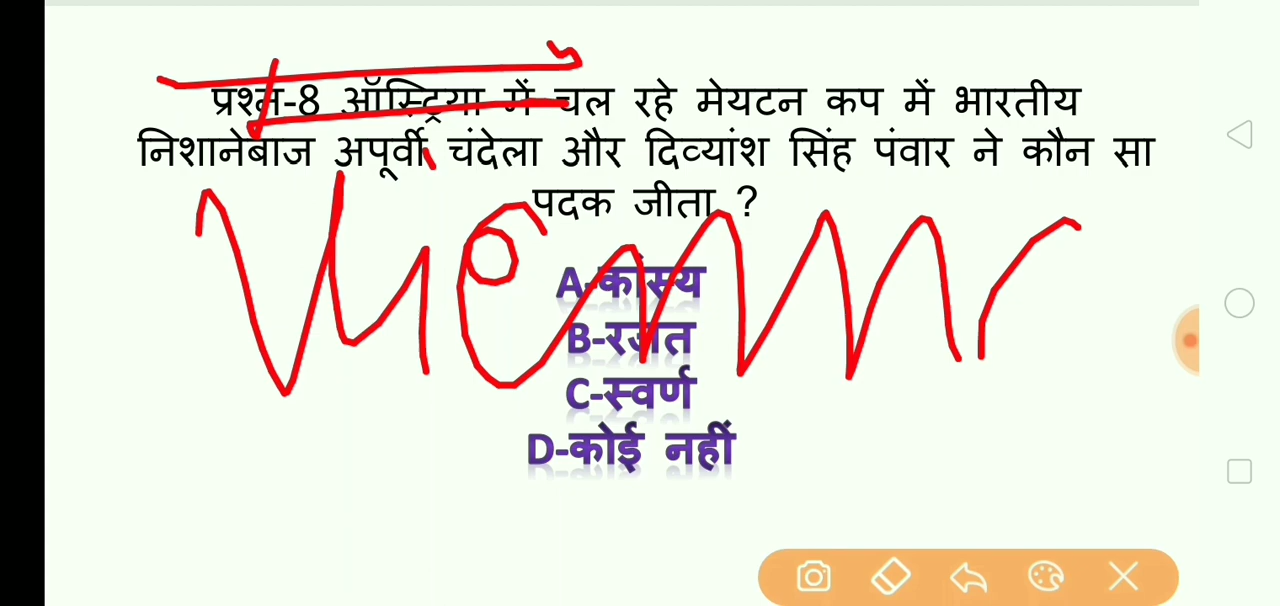 प्रश्न-8 ऑस्ट्रिया में चल रहे मेयटन कप में भारतीय
निशानेबाज अपूर्वी चंदेला और दिव्यांश सिंह पंवार ने कौन सा
पदक जीता ?
A-कांस्य
B-रजत
C-स्वर्ण
D-कोई नहीं